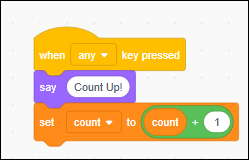 when any key pressed
say Count Up!
set count to count + 1